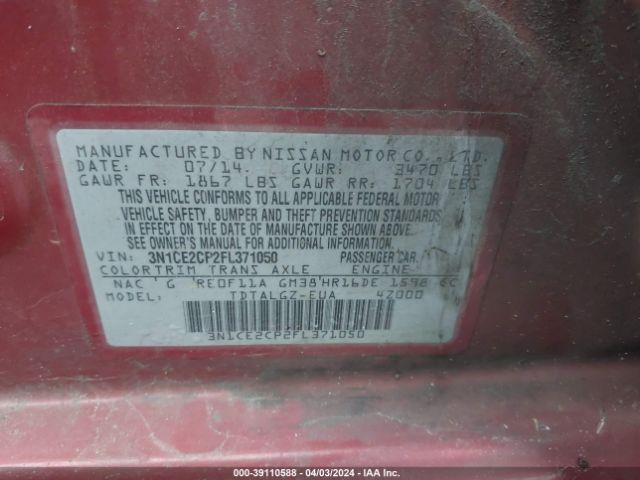 MANUFACTURED BY NISSAN MOTOR CO., LTD.
DATE: 07/14. GVWR: 3470 LBS
GAWR FR: 1867 LBS GAWR RR: 1704 LBS
THIS VEHICLE CONFORMS TO ALL APPLICABLE FEDERAL MOTOR
VEHICLE SAFETY, BUMPER AND THEFT PREVENTION STANDARDS
IN EFFECT ON THE DATE OF MANUFACTURE SHOWN ABOVE.
SEE OWNER'S MANUAL FOR ADDITIONAL INFORMATION.
VIN: 3N1CE2CP2FL371050 PASSENGER CAR
COLOR TRIM TRANS AXLE ENGINE
NAC G RE0F11A GM38 HR16DE 1598 CC
MODEL: TDTALGZ-EUA 4Z000
3N1CE2CP2FL371050
000-39110588 - 04/03/2024 - IAA Inc.